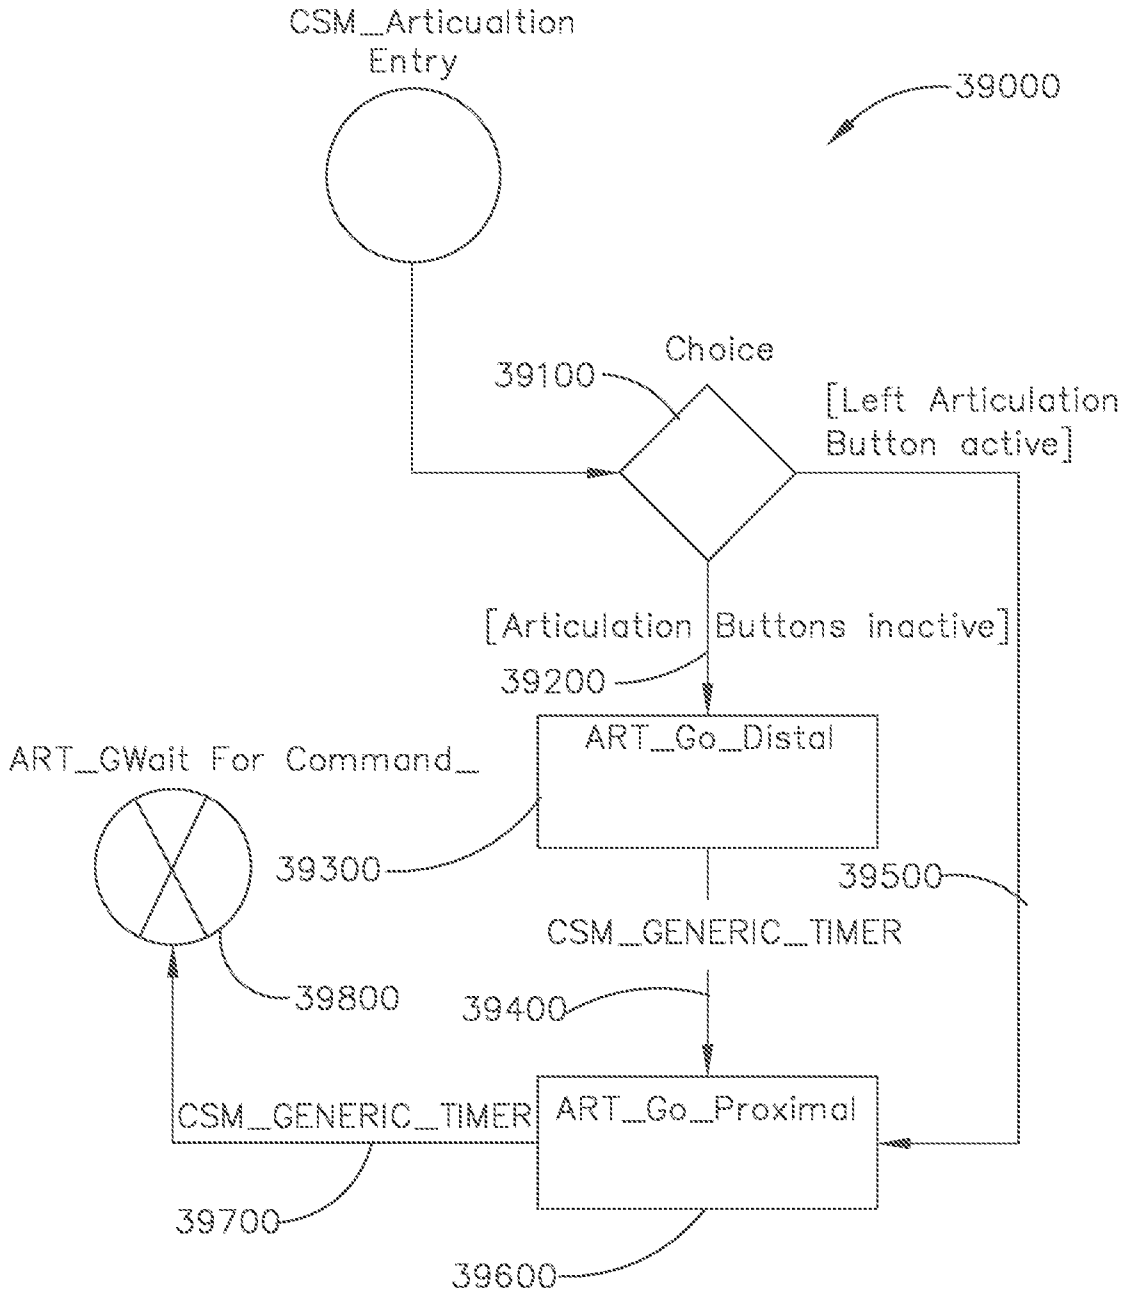 CSM_Articualtion
Entry
39000
Choice
39100
[Left Articulation
Button active]
[Articulation Buttons inactive]
39200
ART_Go_Distal
ART_GWait For Command_
39300
39500
CSM_GENERIC_TIMER
39800
39400
CSM_GENERIC_TIMER
ART_Go_Proximal
39700
39600